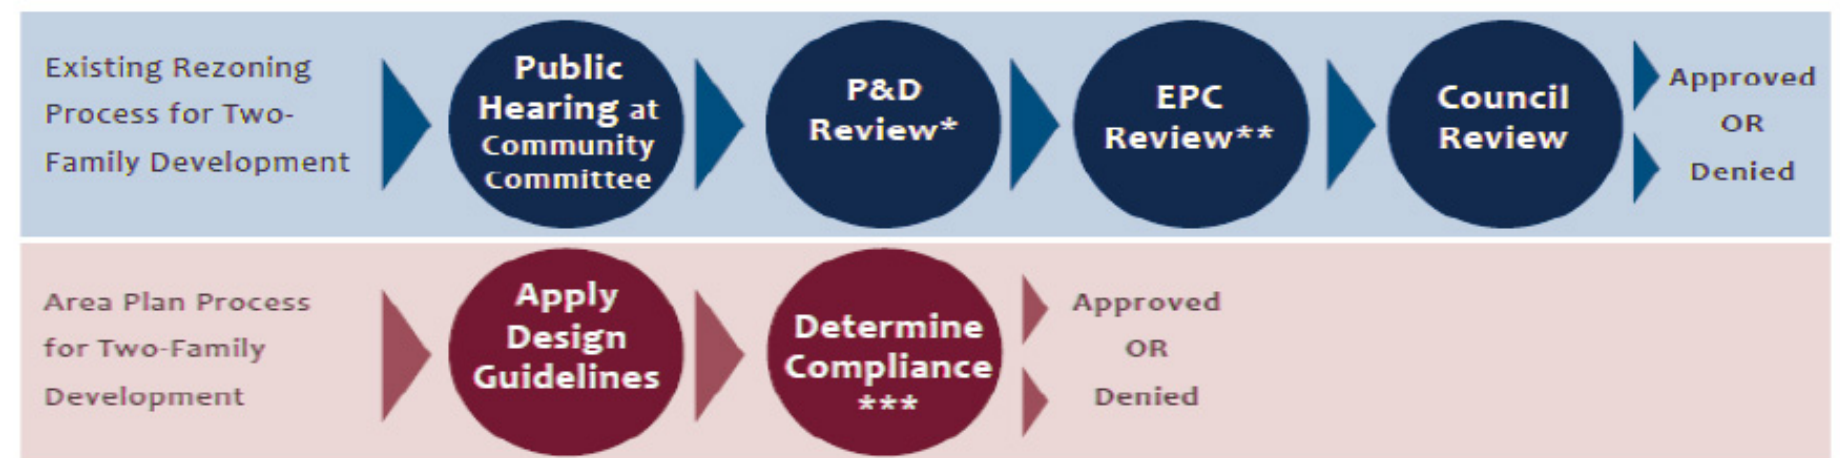 Existing Rezoning
Process for Two-
Family Development
Public
Hearing at
Community
Committee
P&D
Review*
EPC
Review**
Council
Review
Approved
OR
Denied
Area Plan Process
for Two-Family
Development
Apply
Design
Guidelines
Determine
Compliance
***
Approved
OR
Denied